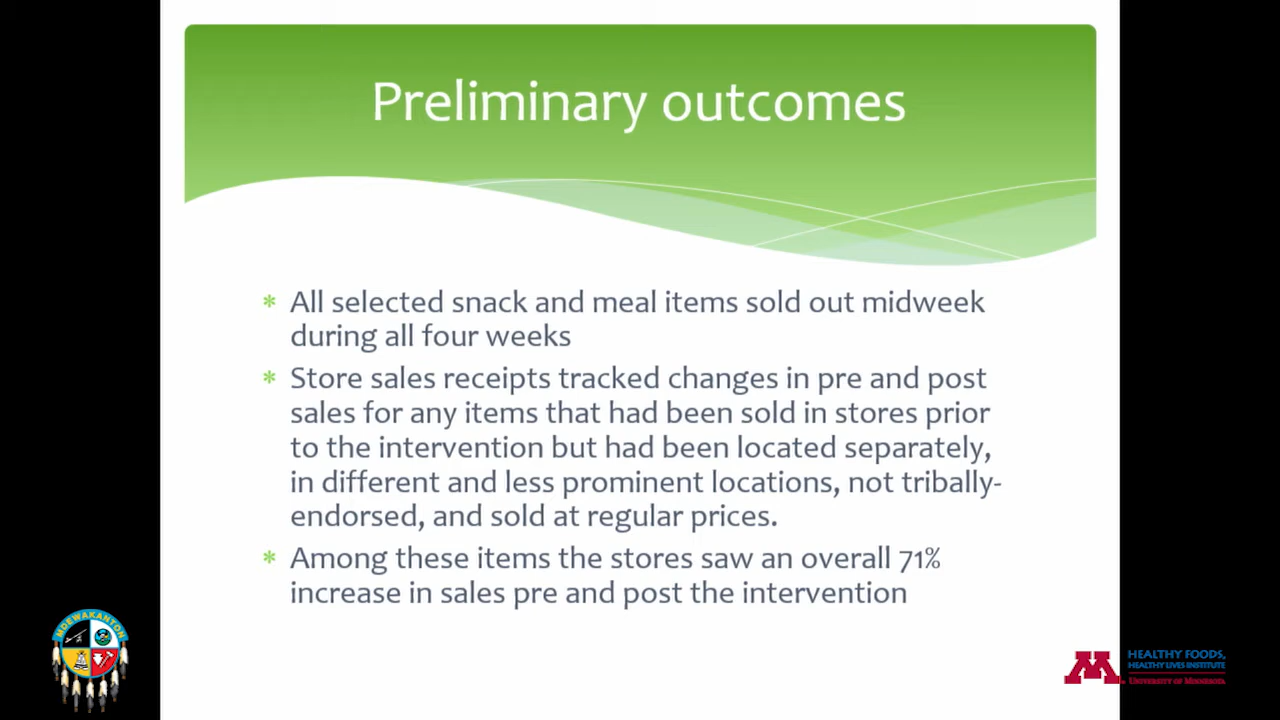 Preliminary outcomes
* All selected snack and meal items sold out midweek
during all four weeks
* Store sales receipts tracked changes in pre and post
sales for any items that had been sold in stores prior
to the intervention but had been located separately,
in different and less prominent locations, not tribally-
endorsed, and sold at regular prices.
* Among these items the stores saw an overall 71%
increase in sales pre and post the intervention
MDEWAKANTON
M
HEALTHY FOODS,
HEALTHY LIVES INSTITUTE
UNIVERSITY OF MINNESOTA